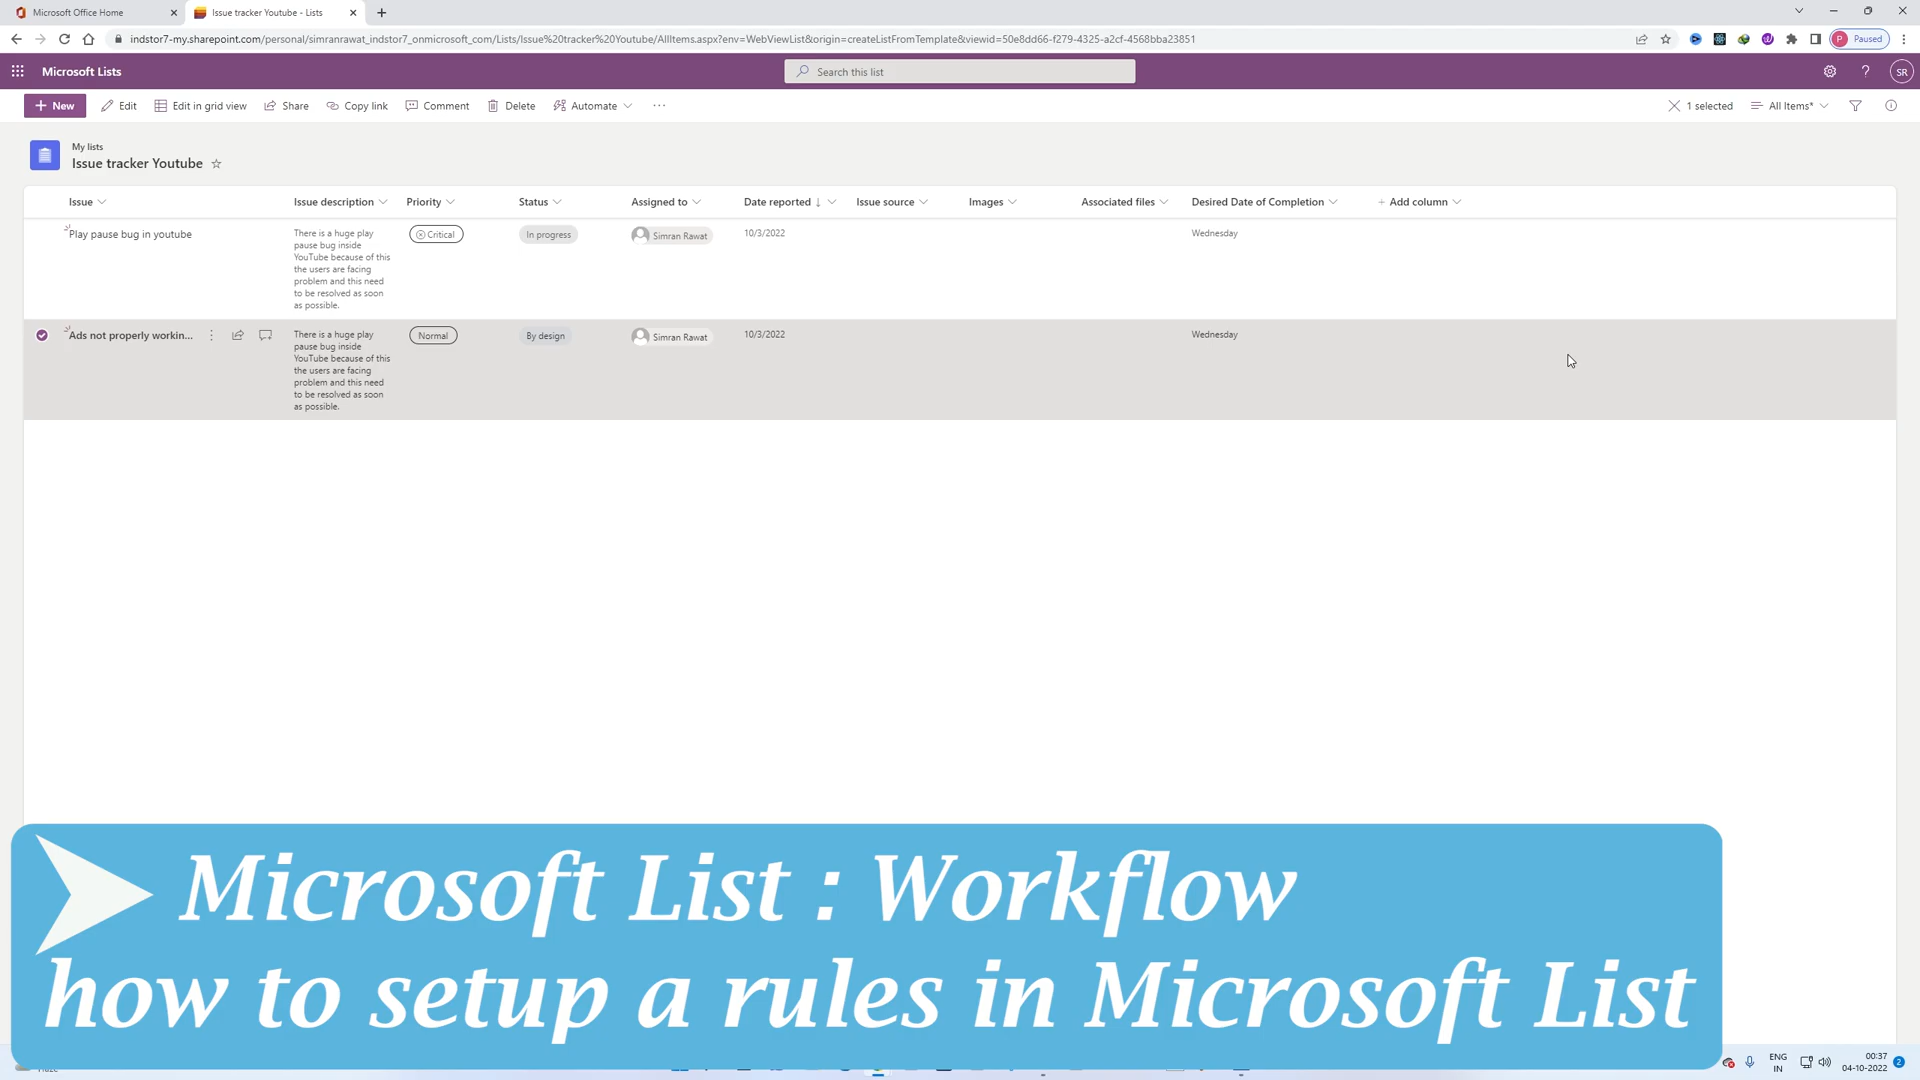 Microsoft Office Home
Issue tracker Youtube - Lists
indstor7-my.sharepoint.com/personal/simranrawat_indstor7_onmicrosoft_com/Lists/Issue%20tracker%20Youtube/AllItems.aspx?env=WebViewList&origin=createListFromTemplate&viewid=50e8dd66-f279-4325-a2cf-4568bba23851
P Paused
Microsoft Lists
Search this list
SR
New Edit Edit in grid view Share Copy link Comment Delete Automate
1 selected All Items*
My lists
Issue tracker Youtube
Issue Issue description Priority Status Assigned to Date reported Issue source Images Associated files Desired Date of Completion + Add column
Play pause bug in youtube
There is a huge play
pause bug inside
YouTube because of this
the users are facing
problem and this need
to be resolved as soon
as possible.
Critical In progress Simran Rawat 10/3/2022 Wednesday
Ads not properly workin...
There is a huge play
pause bug inside
YouTube because of this
the users are facing
problem and this need
to be resolved as soon
as possible.
Normal By design Simran Rawat 10/3/2022 Wednesday
Microsoft List : Workflow
how to setup a rules in Microsoft List
ENG
IN
00:37
04-10-2022
2